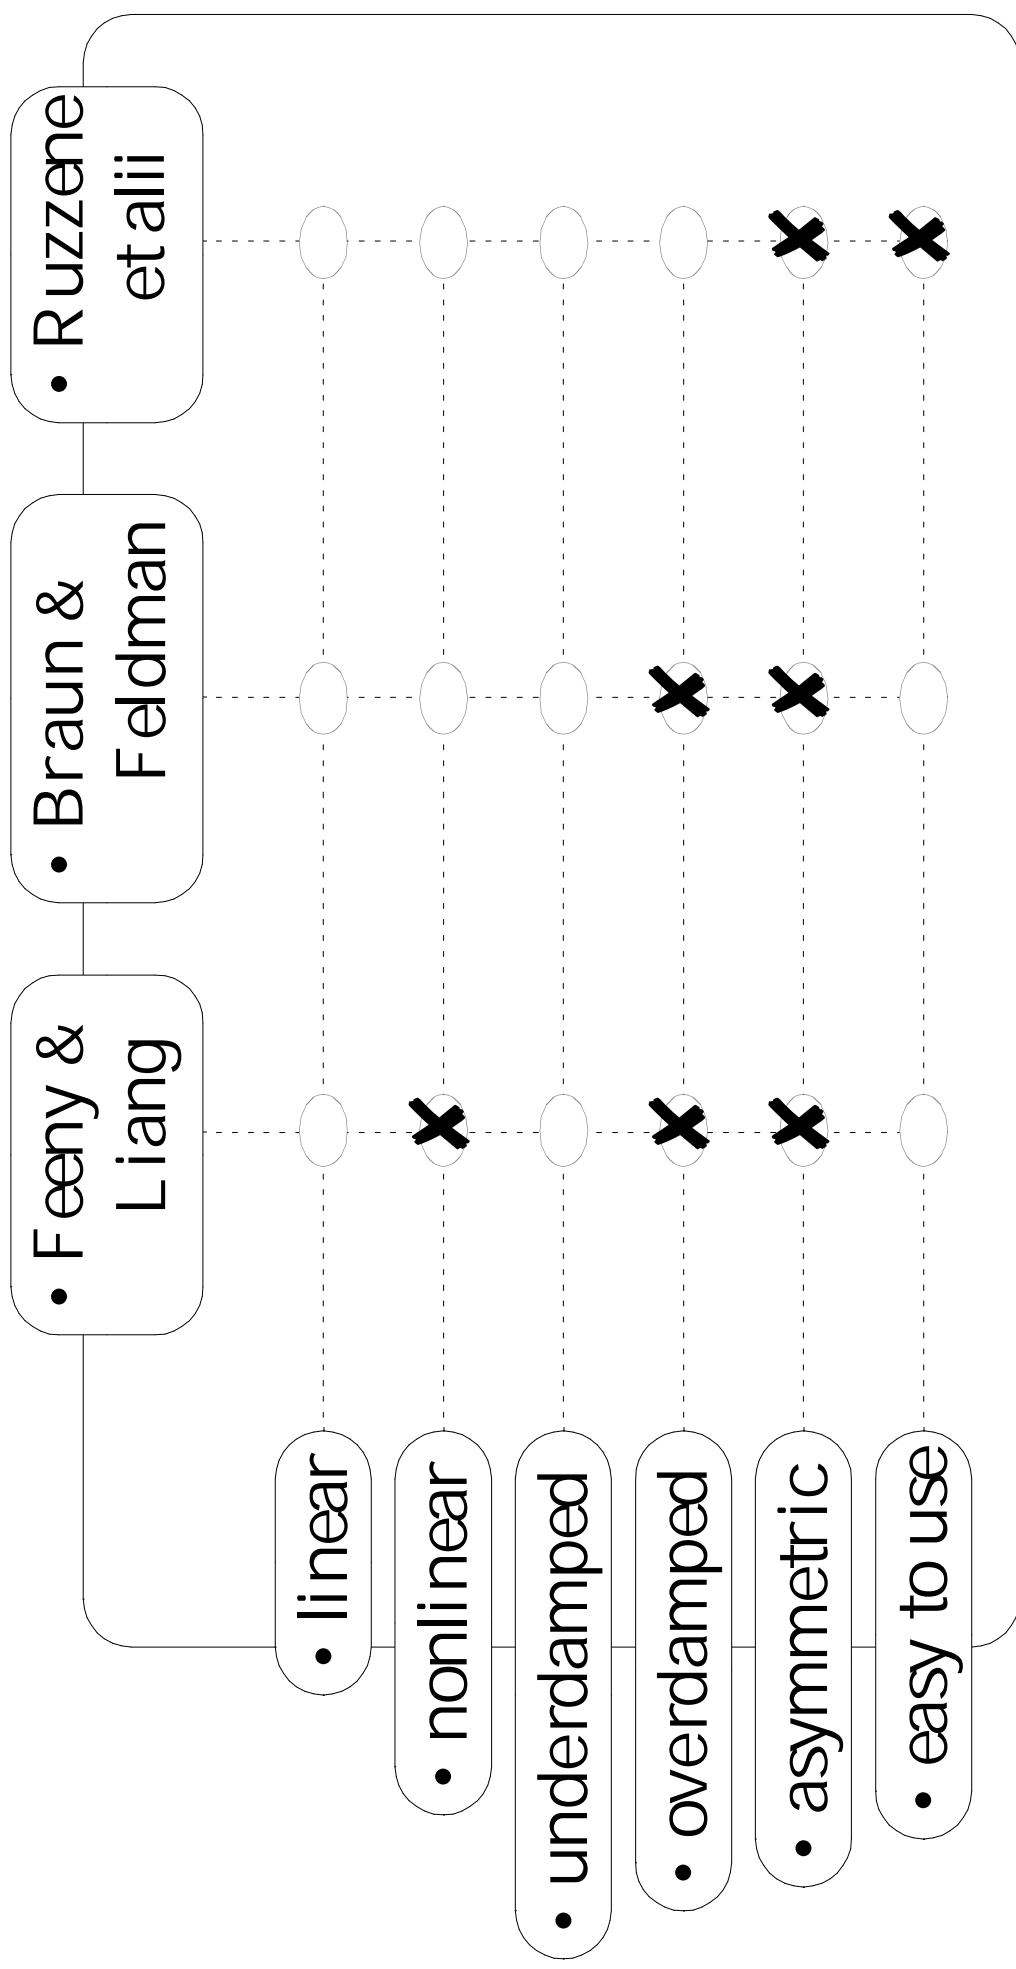 • Feeny &
Liang
• Braun &
Feldman
• Ruzzene
et alii
• linear
• nonlinear
• underdamped
• overdamped
• asymmetric
• easy to use